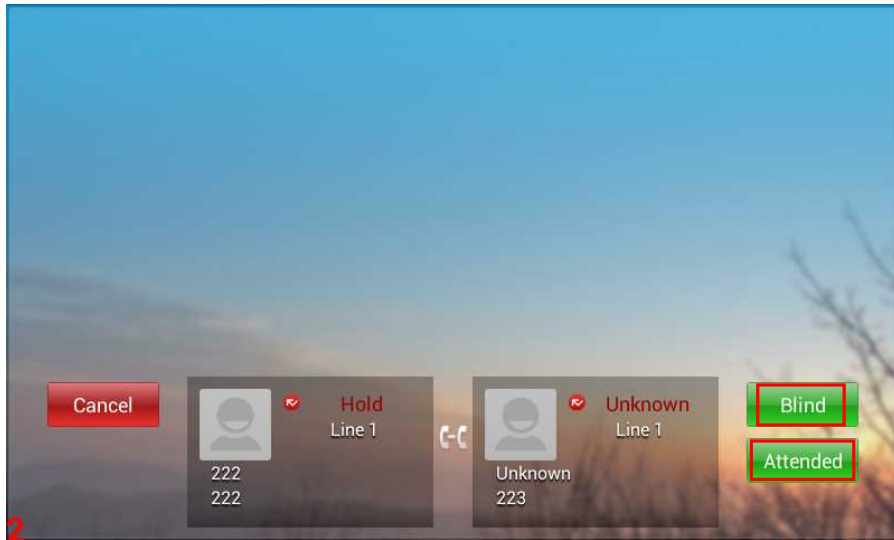 Cancel
Hold
Line 1
222
222
Unknown
Line 1
Unknown
223
Blind
Attended
2